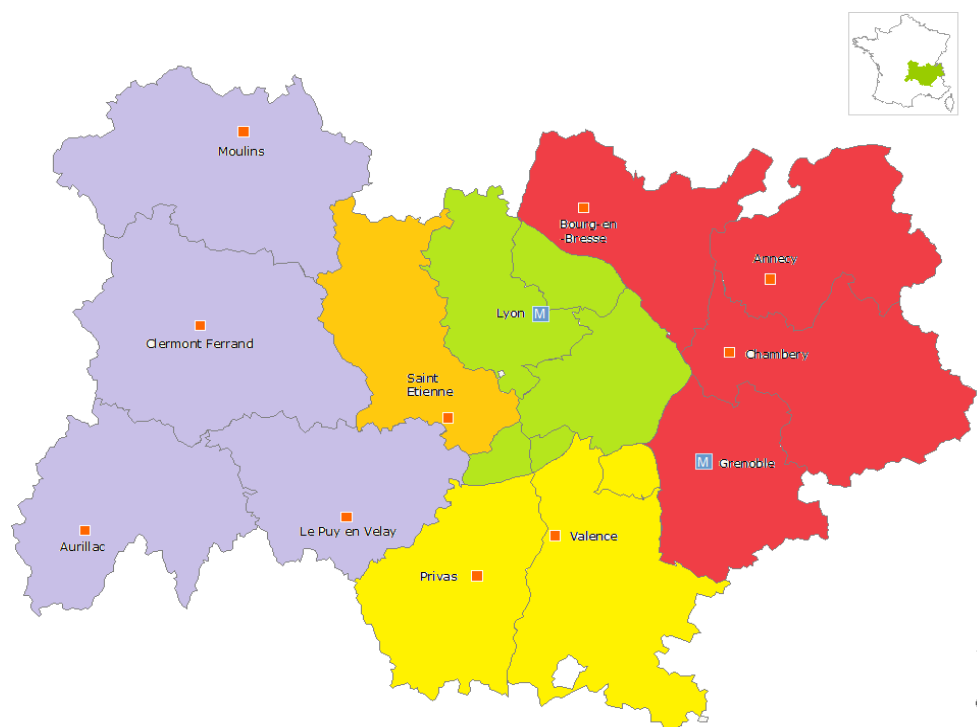 Moulins
Bourg-en
-Bresse
Annecy
Lyon
M
Clermont Ferrand
Chambery
Saint
Etienne
M
Grenoble
Le Puy en Velay
Aurillac
Valence
Privas